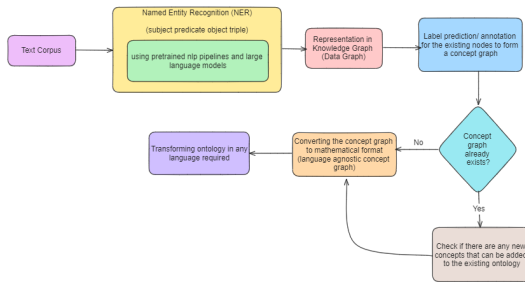 Named Entity Recognition (NER)
(subject predicate object triple)
Text Corpus
using pretrained nlp pipelines and large
language models
Representation in
Knowledge Graph
(Data Graph)
Label prediction/ annotation
for the existing nodes to form
a concept graph
Concept
graph
already
exists?
No
Converting the concept graph
to mathematical format
(language agnostic concept
graph)
Transforming ontology in any
language required
Yes
Check if there are any new
concepts that can be added
to the existing ontology